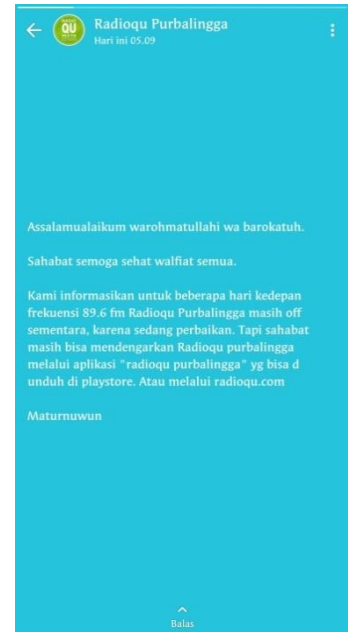 Radioqu Purbalingga
Hari ini 05.09
QU
Assalamualaikum warohmatullahi wa barokatuh.
Sahabat semoga sehat walfiat semua.
Kami informasikan untuk beberapa hari kedepan
frekuensi 89.6 fm Radioqu Purbalingga masih off
sementara, karena sedang perbaikan. Tapi sahabat
masih bisa mendengarkan Radioqu purbalingga
melalui aplikasi "radioqu purbalingga" yg bisa d
unduh di playstore. Atau melalui radioqu.com
Maturnuwun
Balas